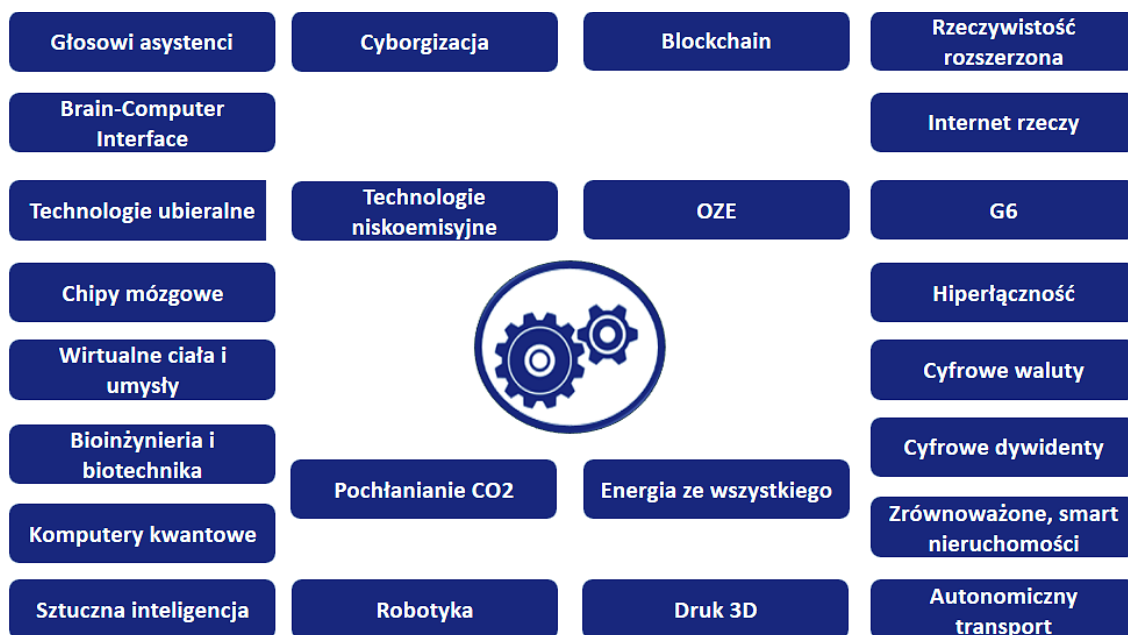 Głosowi asystenci
Cyborgizacja
Blockchain
Rzeczywistość
rozszerzona
Brain-Computer
Interface
Internet rzeczy
Technologie ubieralne
Technologie
niskoemisyjne
OZE
G6
Chipy mózgowe
Hiperłączność
Wirtualne ciała i
umysły
Cyfrowe waluty
Bioinżynieria i
biotechnika
Cyfrowe dywidenty
Pochłanianie CO2
Energia ze wszystkiego
Komputery kwantowe
Zrównoważone, smart
nieruchomości
Sztuczna inteligencja
Robotyka
Druk 3D
Autonomiczny
transport